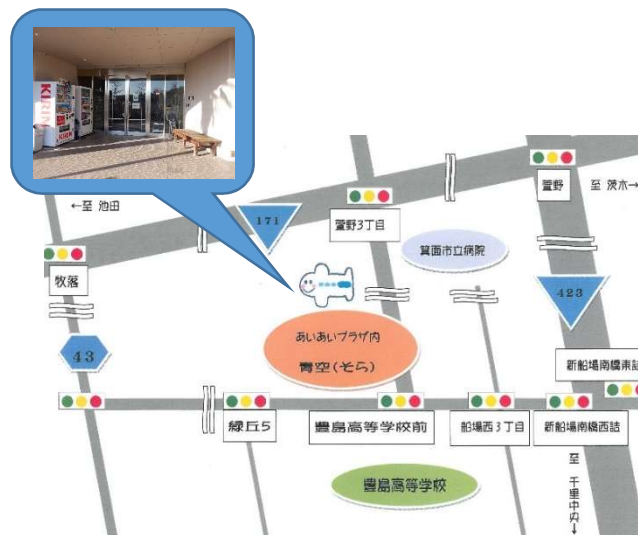 KIRIN
←至 池田
171
萱野3丁目
萱野
至 茨木→
箕面市立病院
牧落
423
あいあいプラザ内
青空(そら)
43
新船場南橋東詰
緑丘5
豊島高等学校前
船場西3丁目
新船場南橋西詰
豊島高等学校
至 千里中央→